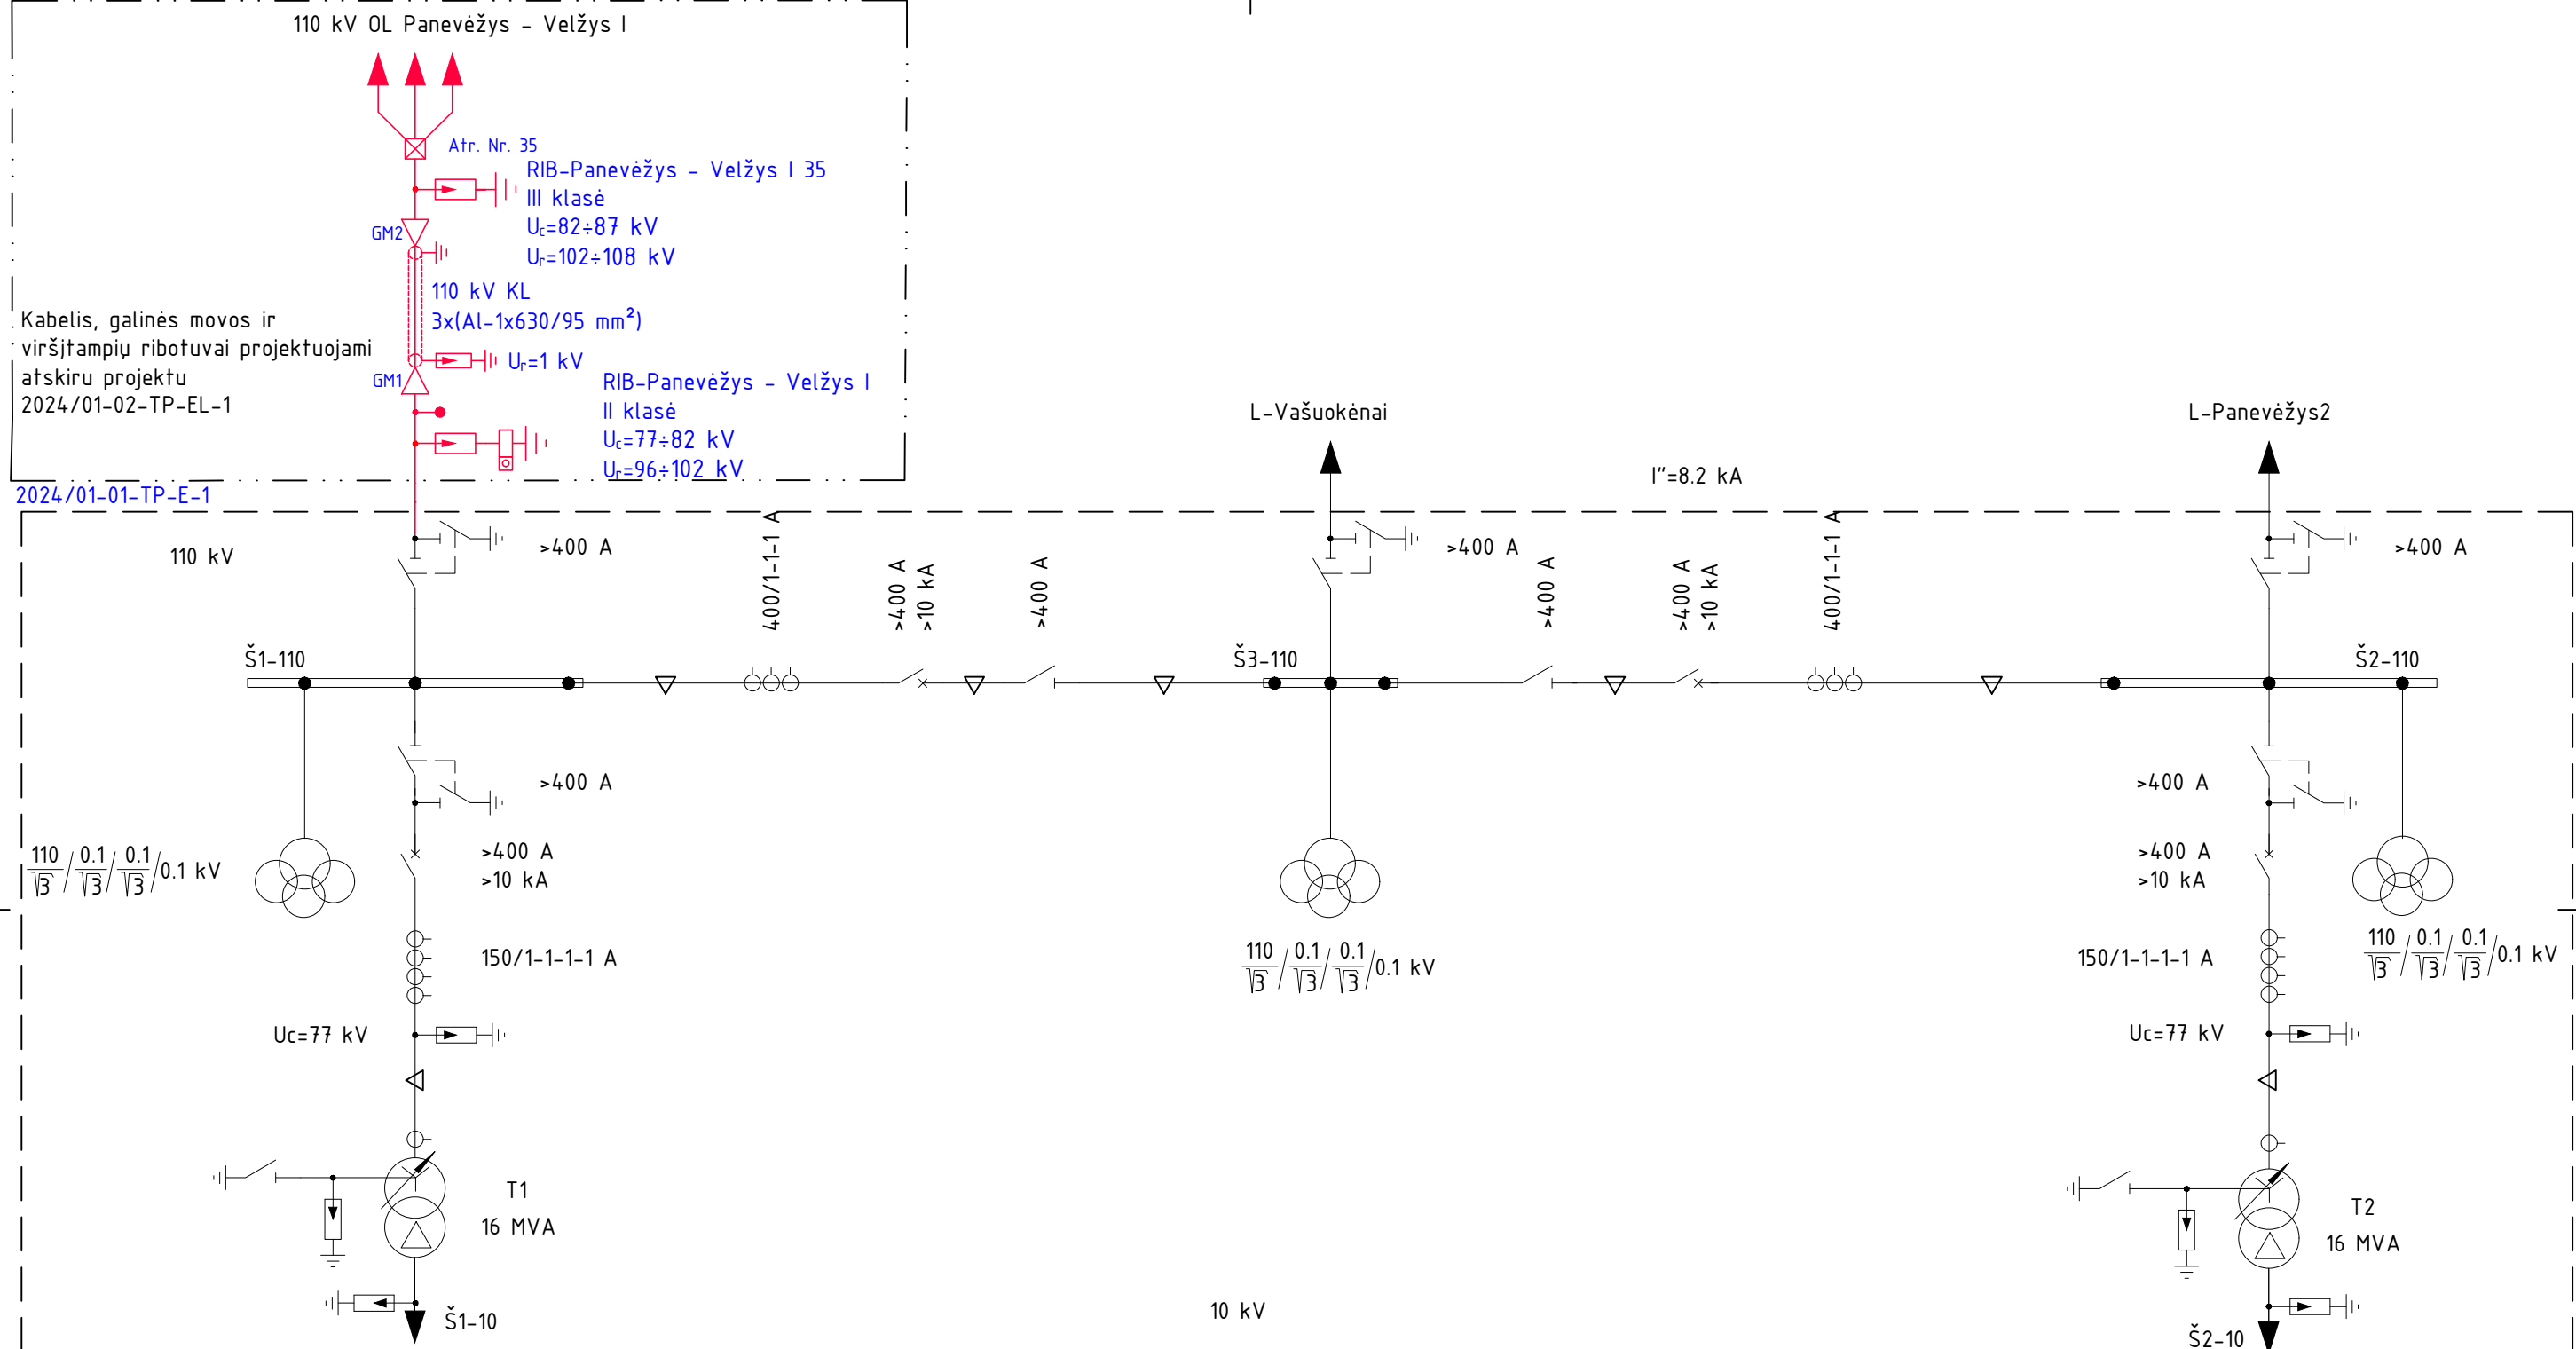 110 kV OL Panevėžys - Velžys I
Atr. Nr. 35
RIB-Panevėžys - Velžys I 35
III klasė
Uc=82÷87 kV
Ur=102÷108 kV
GM2
110 kV KL
3x(Al-1x630/95 mm²)
Kabelis, galinės movos ir
viršįtampių ribotuvai projektuojami
atskiru projektu
2024/01-02-TP-EL-1
Ur=1 kV
GM1
RIB-Panevėžys - Velžys I
II klasė
Uc=77÷82 kV
Ur=96÷102 kV
2024/01-01-TP-E-1
L-Vašuokėnai
L-Panevėžys2
I''=8.2 kA
110 kV
>400 A
400/1-1-1 A
>400 A
>10 kA
>400 A
>400 A
>400 A
>400 A
>10 kA
400/1-1-1 A
>400 A
Š1-110
Š3-110
Š2-110
>400 A
>400 A
110/√3 / 0.1/√3 / 0.1/√3 /0.1 kV
>400 A
>10 kA
>400 A
>10 kA
150/1-1-1-1 A
110/√3 / 0.1/√3 / 0.1/√3 /0.1 kV
150/1-1-1-1 A
110/√3 / 0.1/√3 / 0.1/√3 /0.1 kV
Uc=77 kV
Uc=77 kV
T1
16 MVA
T2
16 MVA
Š1-10
10 kV
Š2-10